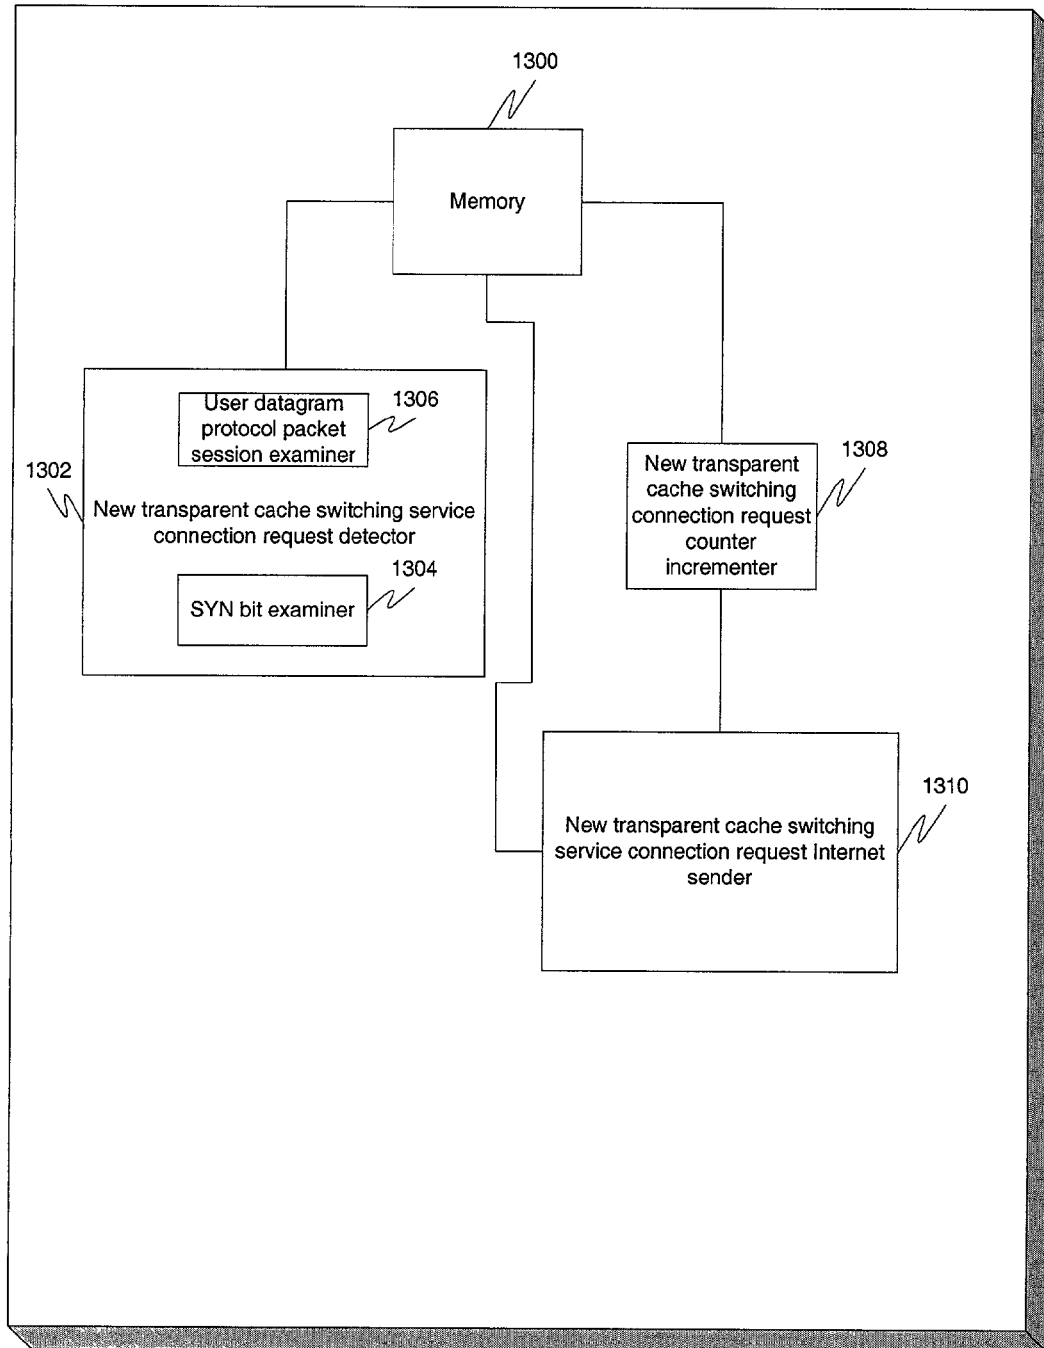 1300
Memory
User datagram
protocol packet
session examiner
1306
1302
New transparent cache switching service
connection request detector
1304
SYN bit examiner
1308
New transparent
cache switching
connection request
counter
incrementer
1310
New transparent cache switching
service connection request Internet
sender